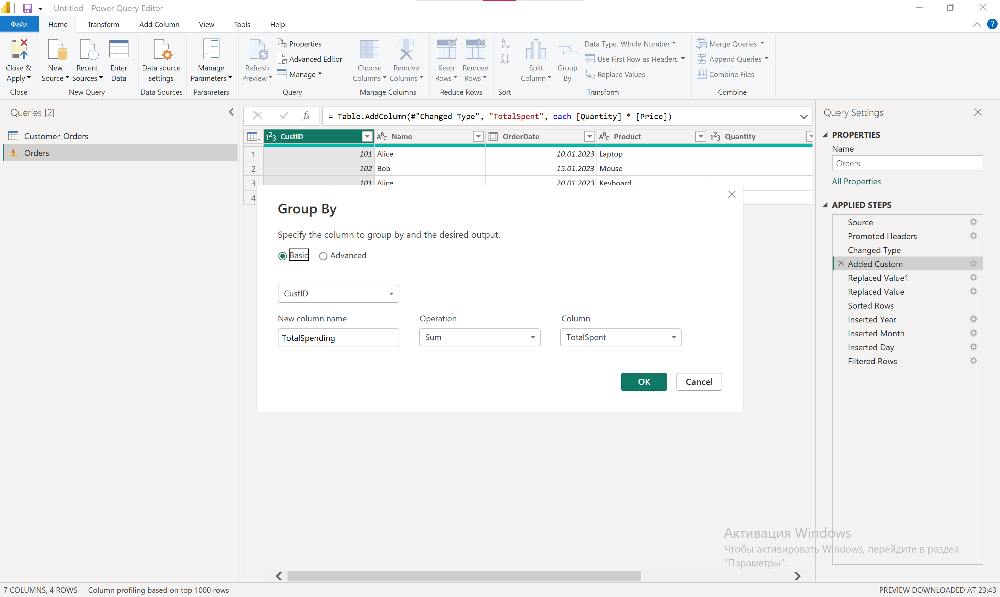 Untitled - Power Query Editor
Файл Home Transform Add Column View Tools Help
Close & Apply
Close
New Source
Recent Sources
Enter Data
New Query
Data source settings
Data Sources
Manage Parameters
Parameters
Refresh Preview
Properties
Advanced Editor
Manage
Query
Choose Columns
Remove Columns
Manage Columns
Keep Rows
Remove Rows
Reduce Rows
Sort
Split Column
Group By
Data Type: Whole Number
Use First Row as Headers
Replace Values
Transform
Merge Queries
Append Queries
Combine Files
Combine
Queries [2]
Customer_Orders
Orders
fx = Table.AddColumn(#"Changed Type", "TotalSpent", each [Quantity] * [Price])
CustID Name OrderDate Product Quantity
1 101 Alice 10.01.2023 Laptop
2 102 Bob 15.01.2023 Mouse
3 101 Alice 20.01.2023 Keyboard
4
Group By
Specify the column to group by and the desired output.
Basic Advanced
CustID
New column name Operation Column
TotalSpending Sum TotalSpent
OK Cancel
Query Settings
PROPERTIES
Name
Orders
All Properties
APPLIED STEPS
Source
Promoted Headers
Changed Type
Added Custom
Replaced Value1
Replaced Value
Sorted Rows
Inserted Year
Inserted Month
Inserted Day
Filtered Rows
Активация Windows
Чтобы активировать Windows, перейдите в раздел
"Параметры".
7 COLUMNS, 4 ROWS Column profiling based on top 1000 rows PREVIEW DOWNLOADED AT 23:43